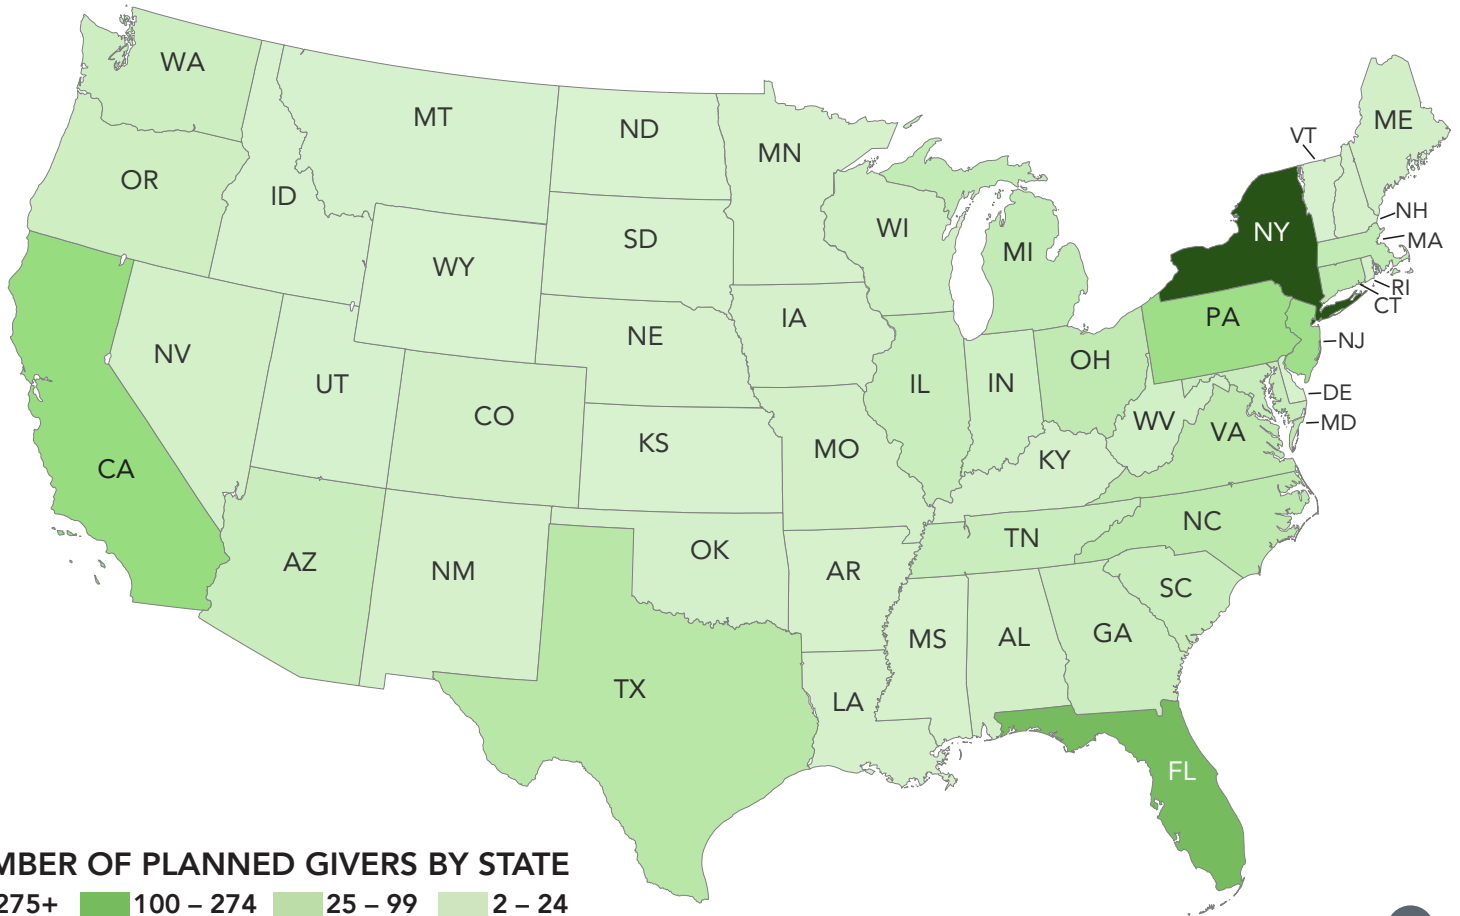 WA
MT
ND
MN
VT
ME
OR
ID
SD
WI
MI
NY
NH
MA
WY
RI
CT
NE
IA
PA
NJ
NV
UT
CO
IL
IN
OH
DE
MD
KS
MO
KY
WV
VA
CA
AZ
NM
OK
AR
TN
NC
SC
MS
AL
GA
TX
LA
FL
MBER OF PLANNED GIVERS BY STATE
275+ 100 – 274 25 – 99 2 – 24